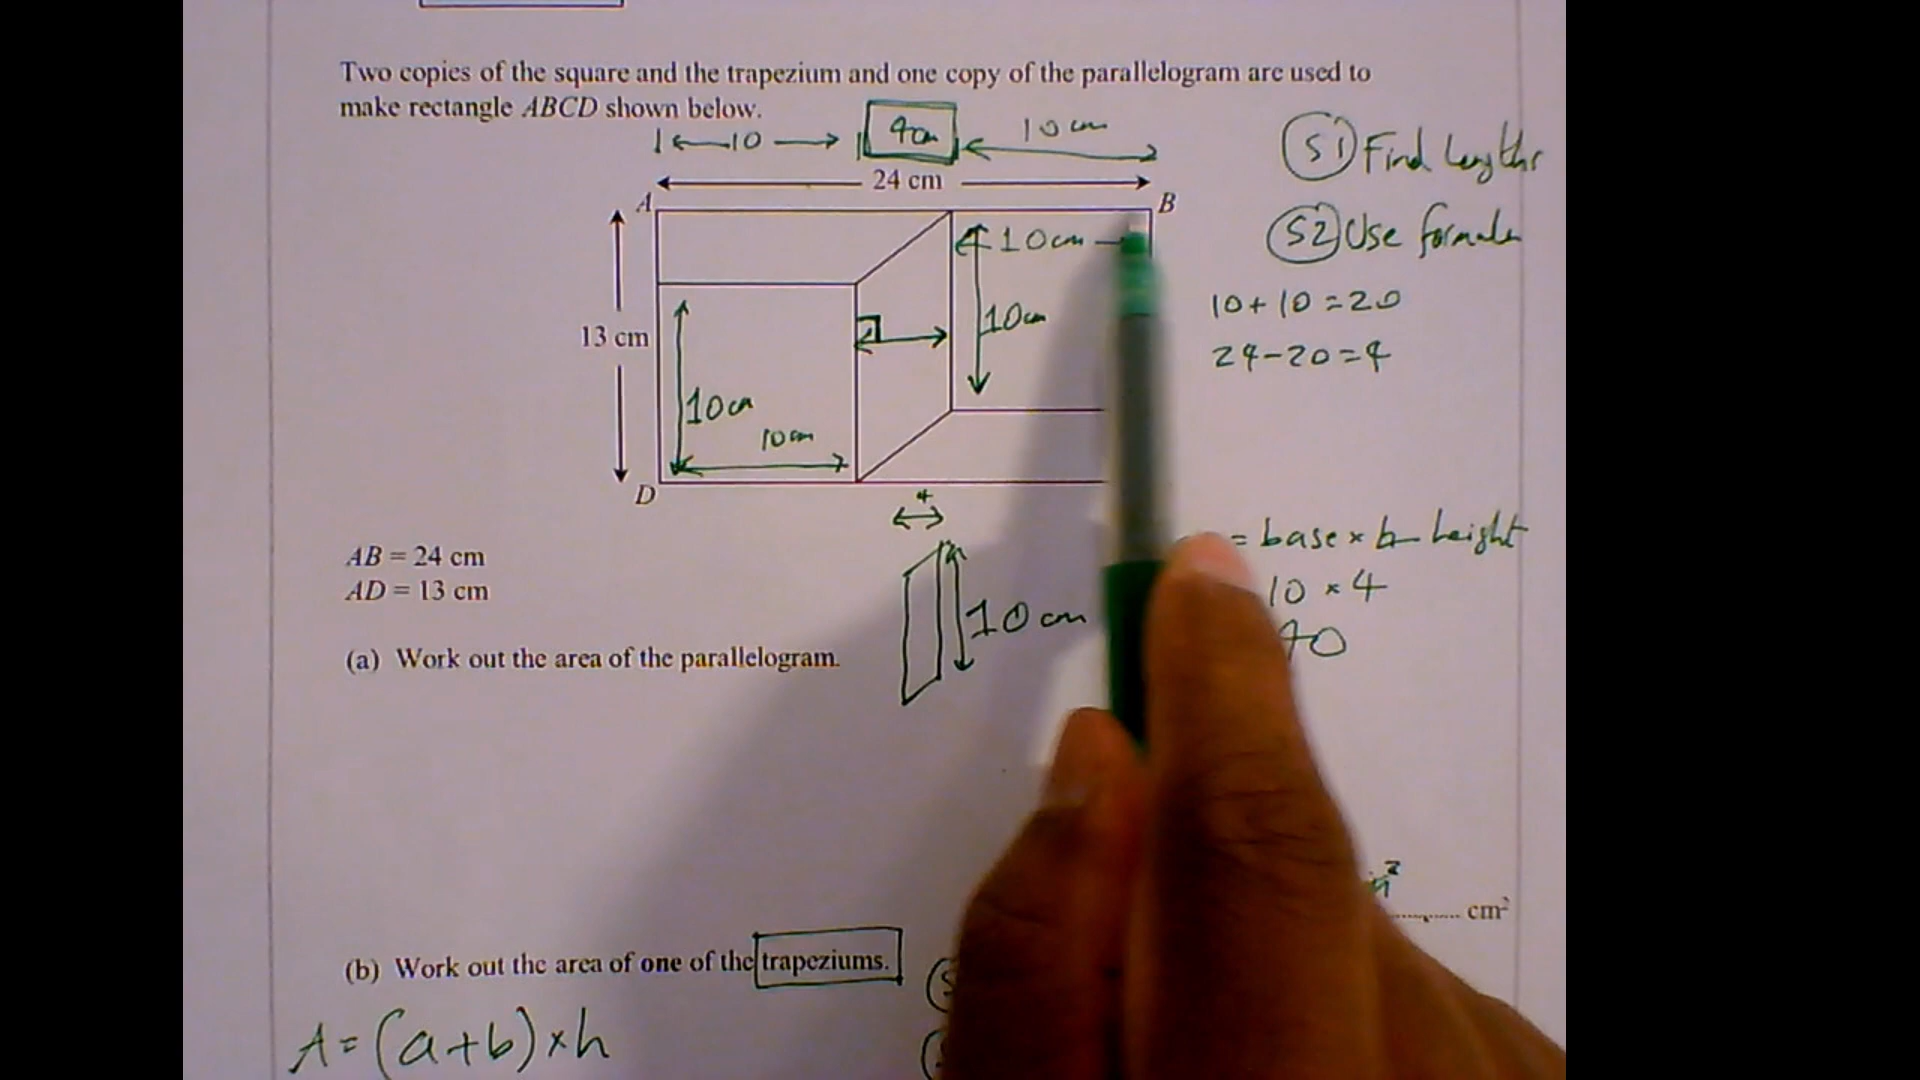 Two copies of the square and the trapezium and one copy of the parallelogram are used to
make rectangle ABCD shown below.
10
4cm
10 cm
24 cm
A
B
S1 Find lengths
S2 Use formula
10cm
10cm
13 cm
10cm
10cm
10 + 10 = 20
24 - 20 = 4
D
4
AB = 24 cm
AD = 13 cm
= base × height
10 cm
10 × 4
40
(a) Work out the area of the parallelogram.
cm²
(b) Work out the area of one of the trapeziums.
A = (a+b) × h